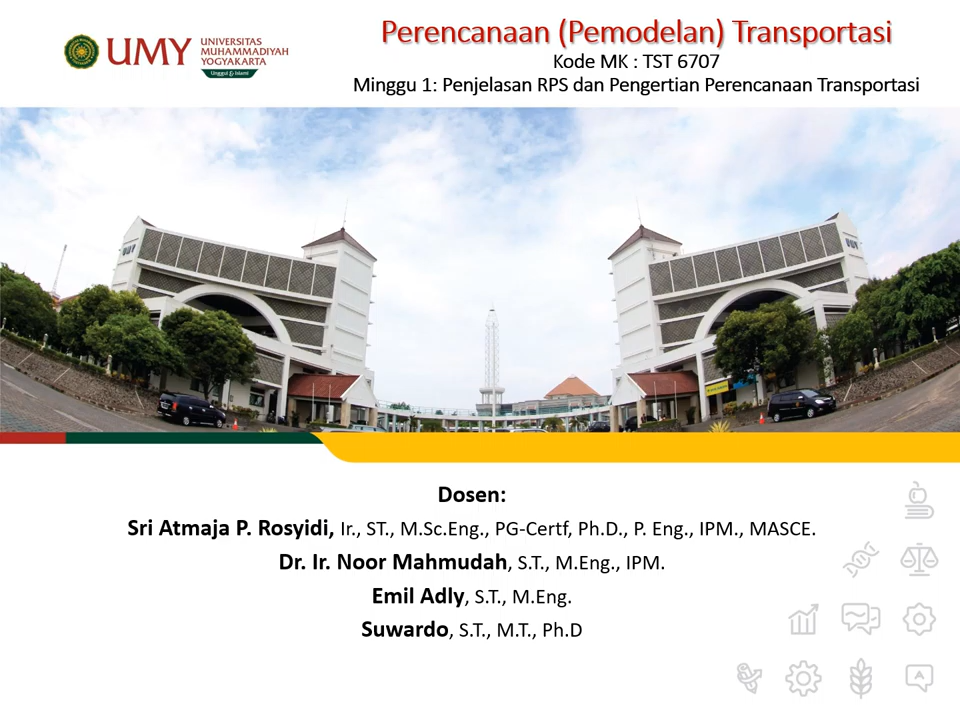 UMY
UNIVERSITAS
MUHAMMADIYAH
YOGYAKARTA
Unggul & Islami
Perencanaan (Pemodelan) Transportasi
Kode MK : TST 6707
Minggu 1: Penjelasan RPS dan Pengertian Perencanaan Transportasi
UMY
Dosen:
Sri Atmaja P. Rosyidi, Ir., ST., M.Sc.Eng., PG-Certf, Ph.D., P. Eng., IPM., MASCE.
Dr. Ir. Noor Mahmudah, S.T., M.Eng., IPM.
Emil Adly, S.T., M.Eng.
Suwardo, S.T., M.T., Ph.D
A